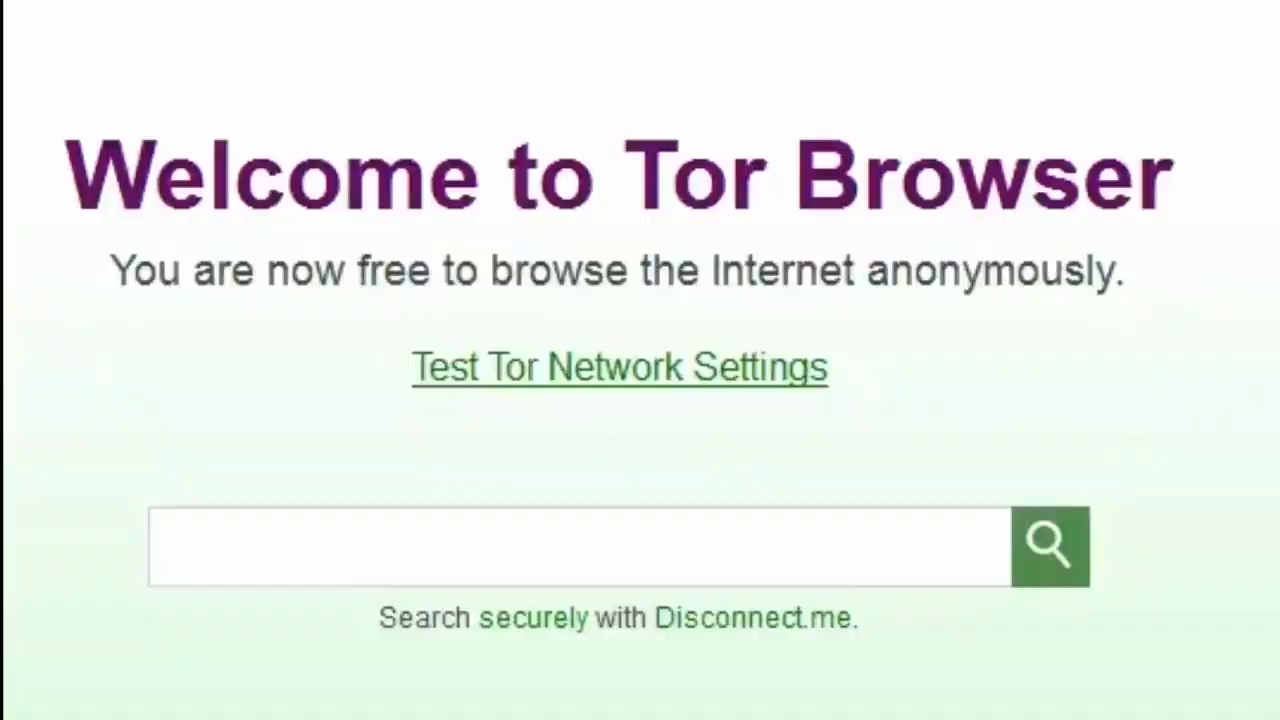 Welcome to Tor Browser
You are now free to browse the Internet anonymously.
Test Tor Network Settings
Search securely with Disconnect.me.